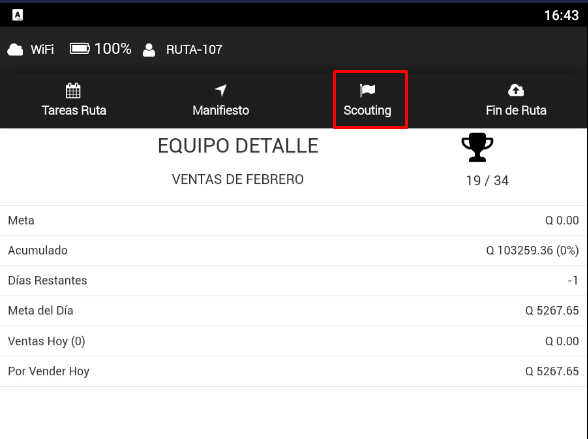 A 16:43
WiFi 100% RUTA-107
Tareas Ruta Manifiesto Scouting Fin de Ruta
EQUIPO DETALLE
VENTAS DE FEBRERO 19 / 34
Meta Q 0.00
Acumulado Q 103259.36 (0%)
Días Restantes -1
Meta del Día Q 5267.65
Ventas Hoy (0) Q 0.00
Por Vender Hoy Q 5267.65